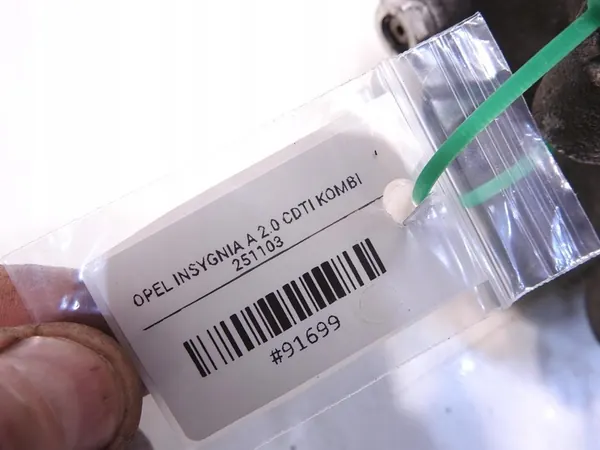 OPEL INSYGNIA A 2.0 CDTI KOMBI
251103
#91699